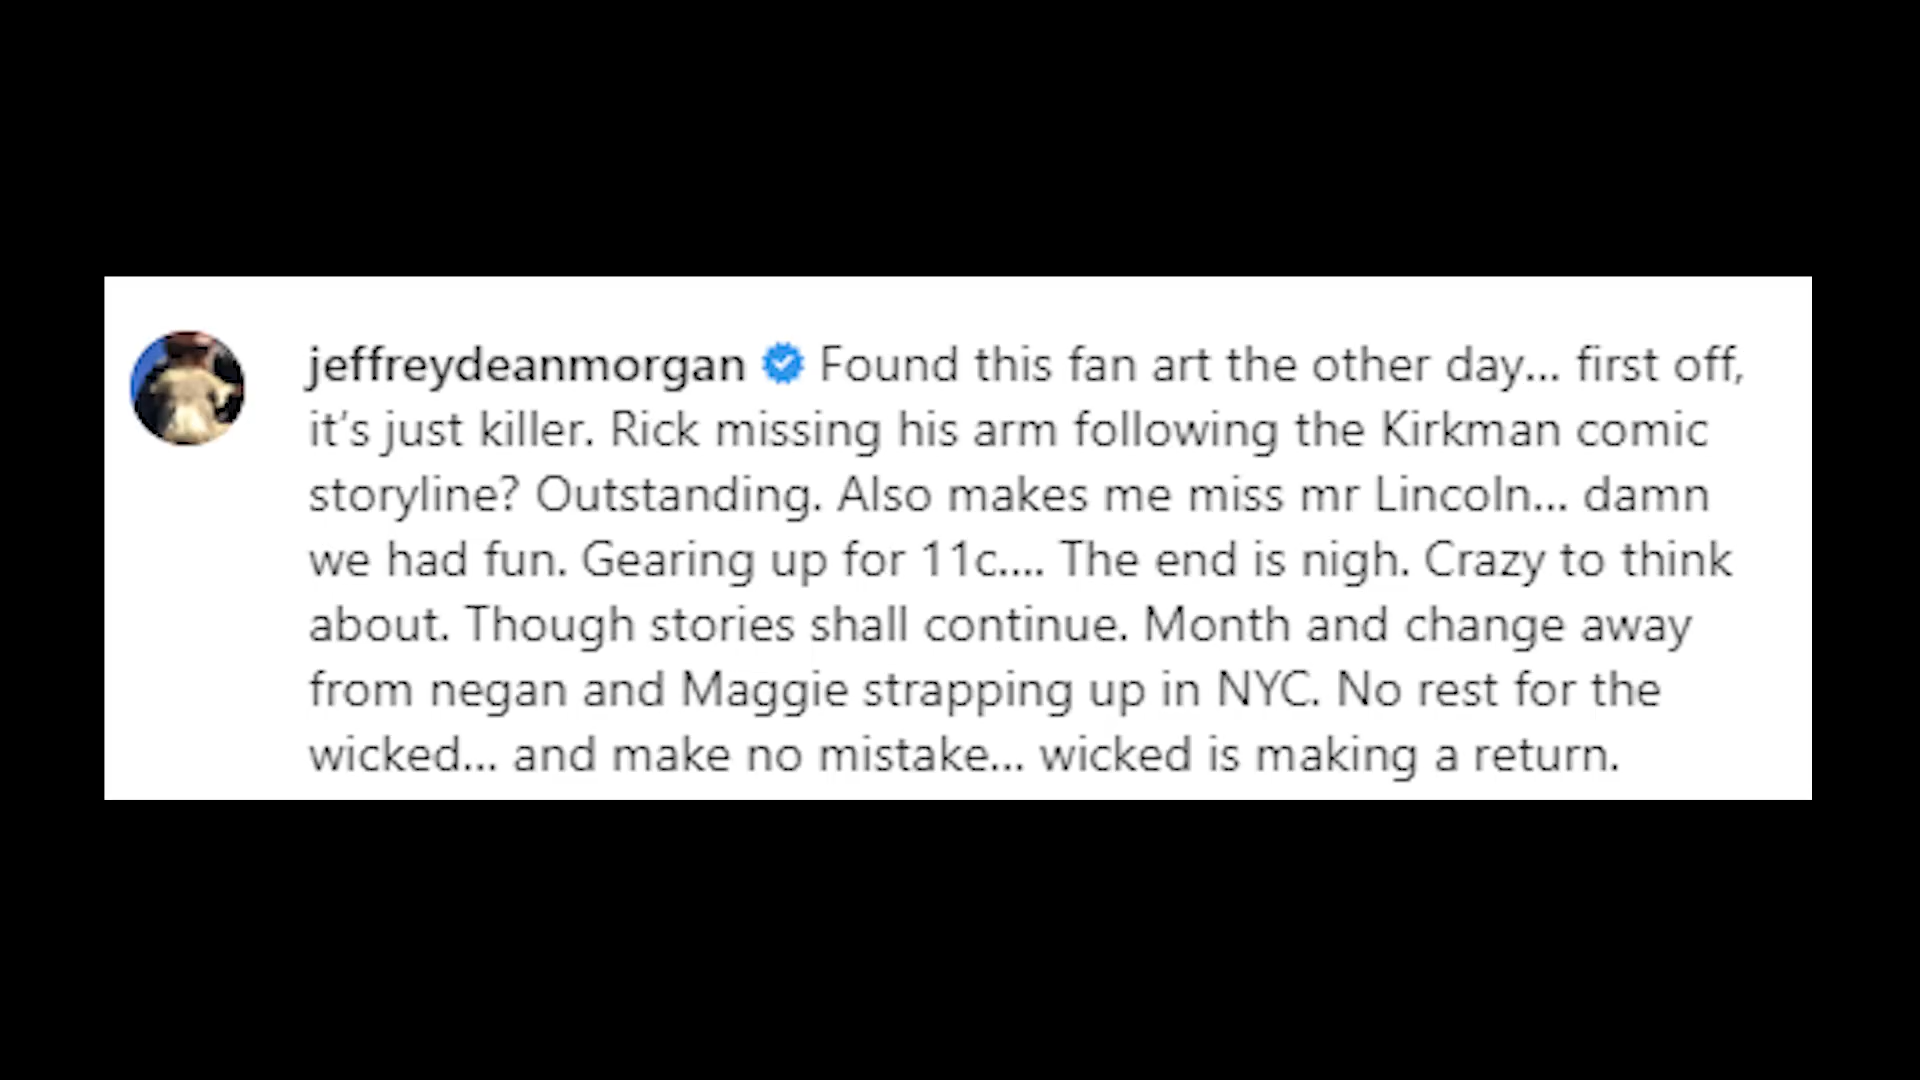 jeffreydeanmorgan Found this fan art the other day... first off,
it's just killer. Rick missing his arm following the Kirkman comic
storyline? Outstanding. Also makes me miss mr Lincoln... damn
we had fun. Gearing up for 11c.... The end is nigh. Crazy to think
about. Though stories shall continue. Month and change away
from negan and Maggie strapping up in NYC. No rest for the
wicked... and make no mistake... wicked is making a return.